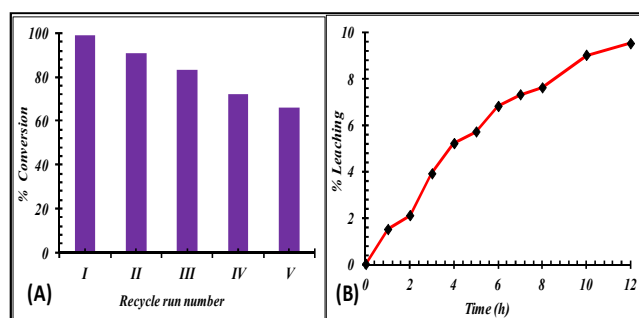 100
80
60
40
20
0
% Conversion
I II III IV V
Recycle run number
(A)
10
8
6
4
2
0
% Leaching
0 2 4 6 8 10 12
Time (h)
(B)